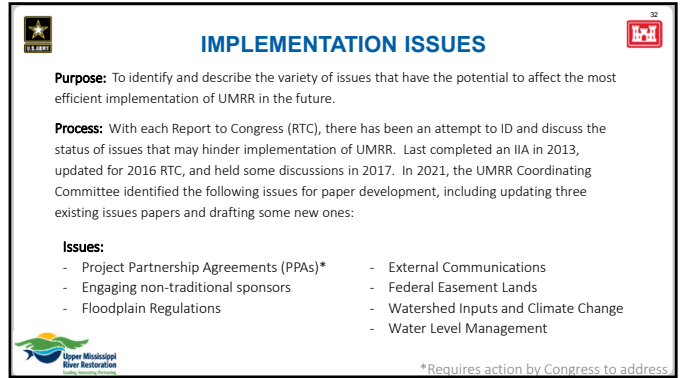 32
U.S.ARMY
IMPLEMENTATION ISSUES
Purpose: To identify and describe the variety of issues that have the potential to affect the most
efficient implementation of UMRR in the future.
Process: With each Report to Congress (RTC), there has been an attempt to ID and discuss the
status of issues that may hinder implementation of UMRR. Last completed an IIA in 2013,
updated for 2016 RTC, and held some discussions in 2017. In 2021, the UMRR Coordinating
Committee identified the following issues for paper development, including updating three
existing issues papers and drafting some new ones:
Issues:
- Project Partnership Agreements (PPAs)*
- Engaging non-traditional sponsors
- Floodplain Regulations
- External Communications
- Federal Easement Lands
- Watershed Inputs and Climate Change
- Water Level Management
Upper Mississippi
River Restoration
Leading Innovating Partnering
*Requires action by Congress to address